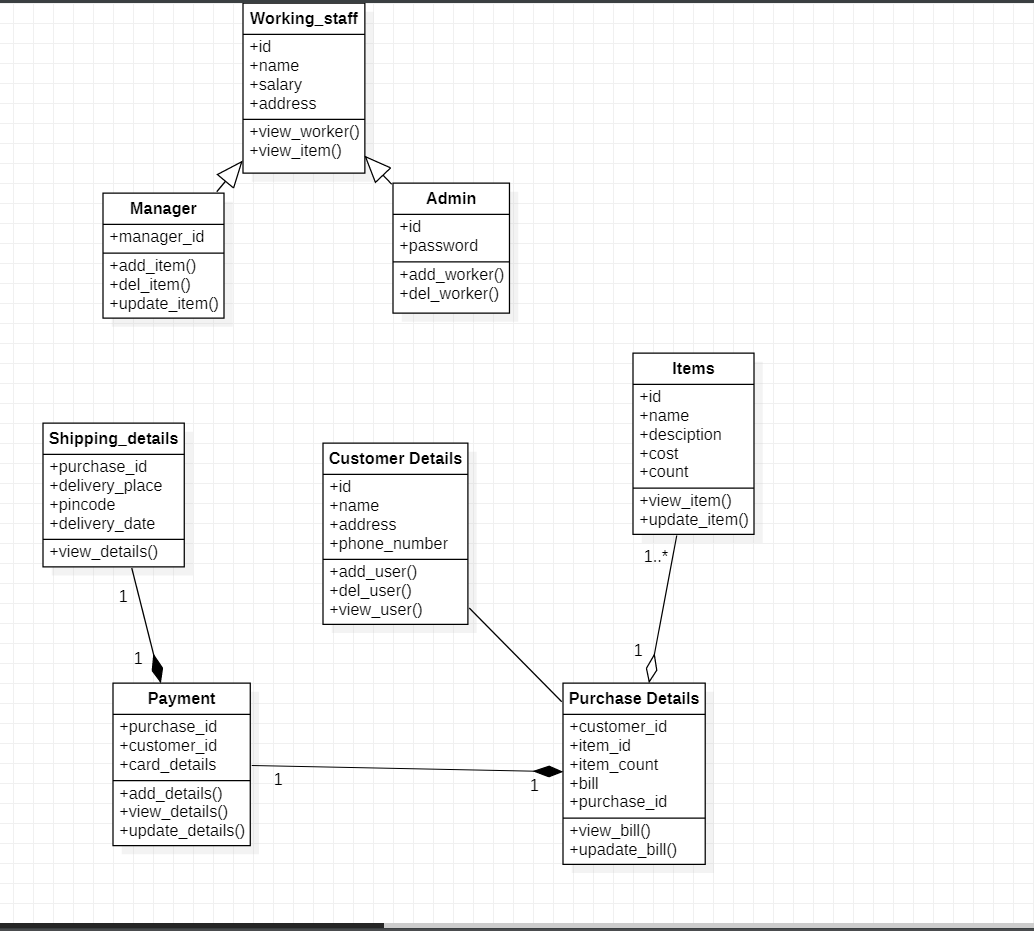 Working_staff
+id
+name
+salary
+address
+view_worker()
+view_item()
Manager
+manager_id
+add_item()
+del_item()
+update_item()
Admin
+id
+password
+add_worker()
+del_worker()
Items
+id
+name
+desciption
+cost
+count
+view_item()
+update_item()
Shipping_details
+purchase_id
+delivery_place
+pincode
+delivery_date
+view_details()
Customer Details
+id
+name
+address
+phone_number
+add_user()
+del_user()
+view_user()
1..*
1
1
1
Payment
+purchase_id
+customer_id
+card_details
+add_details()
+view_details()
+update_details()
1
1
Purchase Details
+customer_id
+item_id
+item_count
+bill
+purchase_id
+view_bill()
+upadate_bill()